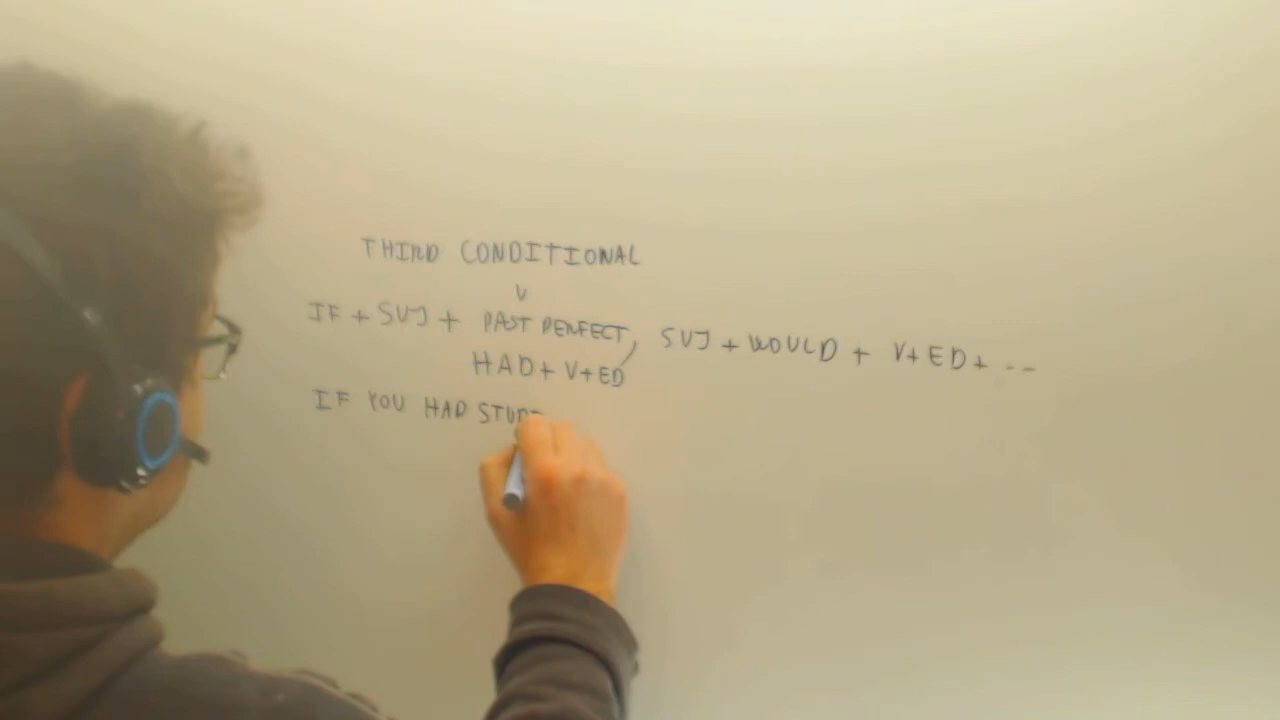 THIRD CONDITIONAL
V
IF + SUJ + PAST PERFECT, SUJ + WOULD + V+ED+ ...
HAD+ V+ED
IF YOU HAD